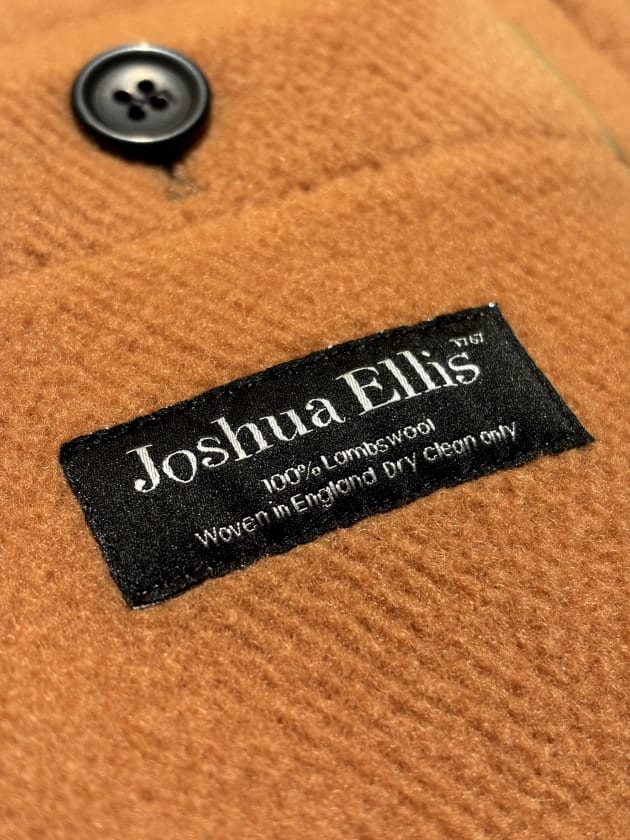 Joshua Ellis 1767
100% Lambswool
Woven in England Dry clean only